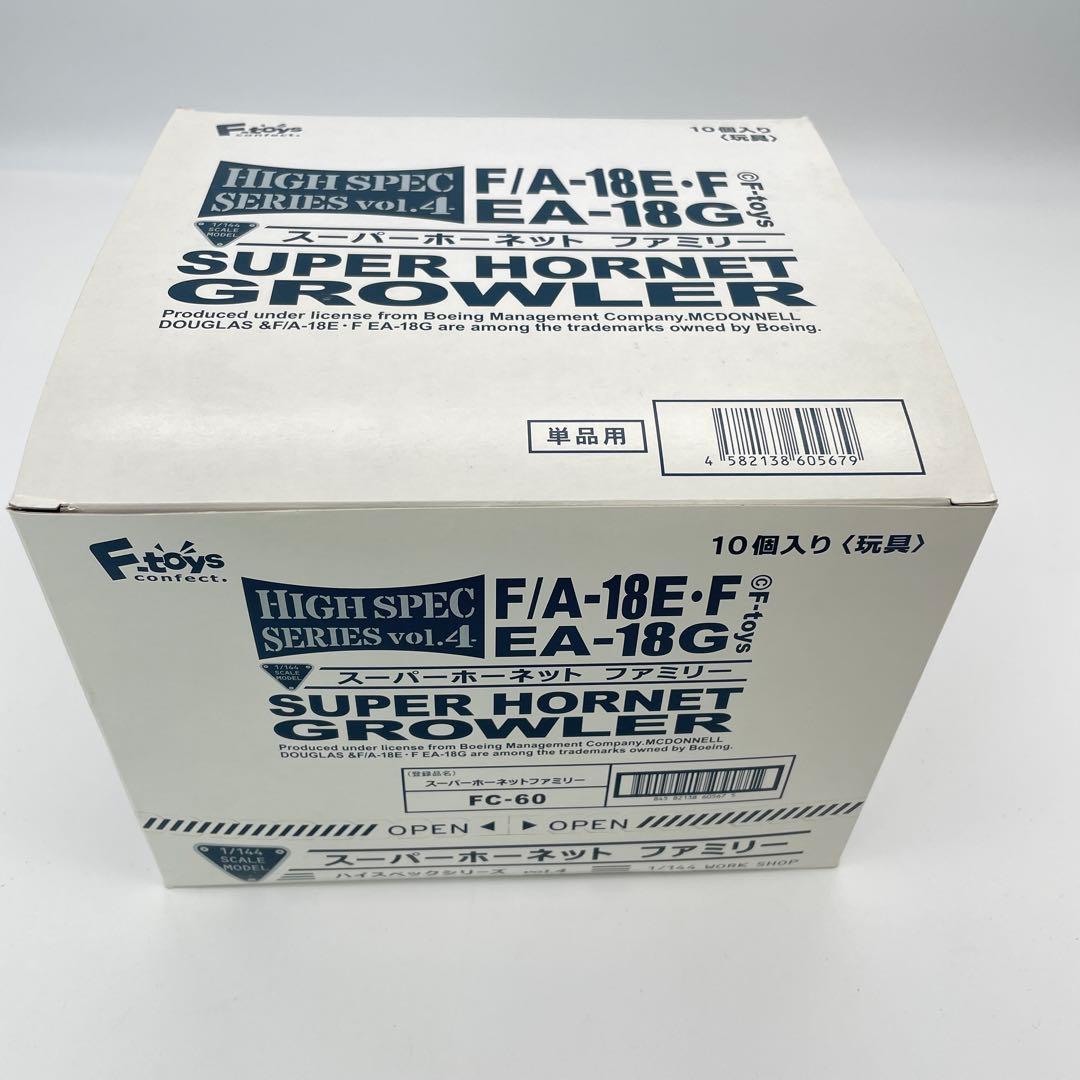 F-toys
confect.
10個入り
〈玩具〉
HIGH SPEC
SERIES vol.4
F/A-18E・F
EA-18G
©F-toys
1/144
SCALE
MODEL
スーパーホーネット ファミリー
SUPER HORNET
GROWLER
Produced under license from Boeing Management Company.MCDONNELL
DOUGLAS &F/A-18E・F EA-18G are among the trademarks owned by Boeing.
単品用
4 582138 605679
F-toys
confect.
10個入り〈玩具〉
HIGH SPEC
SERIES vol.4
F/A-18E・F
EA-18G
©F-toys
1/144
SCALE
MODEL
スーパーホーネット ファミリー
SUPER HORNET
GROWLER
Produced under license from Boeing Management Company.MCDONNELL
DOUGLAS &F/A-18E・F EA-18G are among the trademarks owned by Boeing.
(登録品名)
スーパーホーネットファミリー
FC-60
845 82138 60567 5
OPEN ◀ ▶ OPEN
1/144
SCALE
MODEL
スーパーホーネット ファミリー
ハイスペックシリーズ vol.4
1/144 WORK SHOP